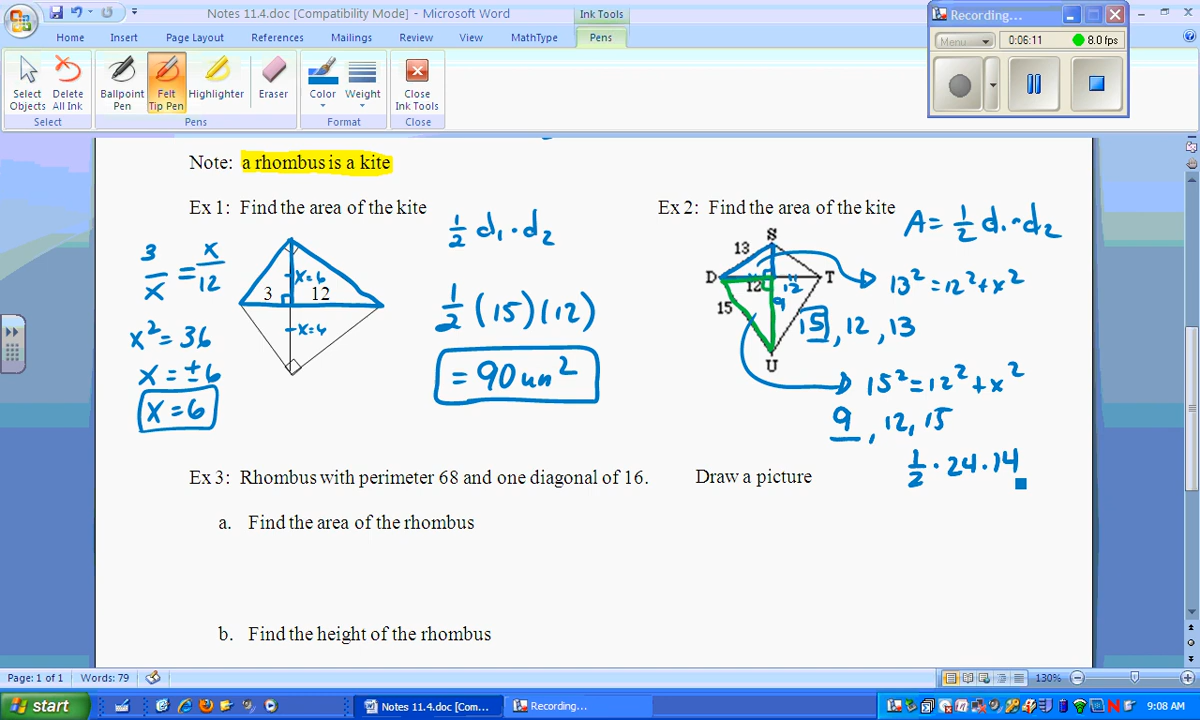 Notes 11.4.doc [Compatibility Mode] - Microsoft Word
Ink Tools
Recording...
Home Insert Page Layout References Mailings Review View MathType Pens
Menu 0:06:11 8.0 fps
Select Objects
Delete All Ink
Ballpoint Pen
Felt Tip Pen
Highlighter
Eraser
Color
Weight
Close Ink Tools
Select Pens Format Close
Note: a rhombus is a kite
Ex 1: Find the area of the kite
1/2 d₁ · d₂
3/x = x/12
x² = 36
x = ±6
x = 6
x=6
3 12
1/2 (15)(12)
= 90 un²
Ex 2: Find the area of the kite
A = 1/2 d₁ · d₂
S
13
D 12 12 T
15 9
U
13² = 12² + x²
5, 12, 13
15² = 12² + x²
9, 12, 15
1/2 · 24 · 14
Ex 3: Rhombus with perimeter 68 and one diagonal of 16. Draw a picture
a. Find the area of the rhombus
b. Find the height of the rhombus
Page: 1 of 1 Words: 79 130%
start Notes 11.4.doc [Com... Recording... 9:08 AM